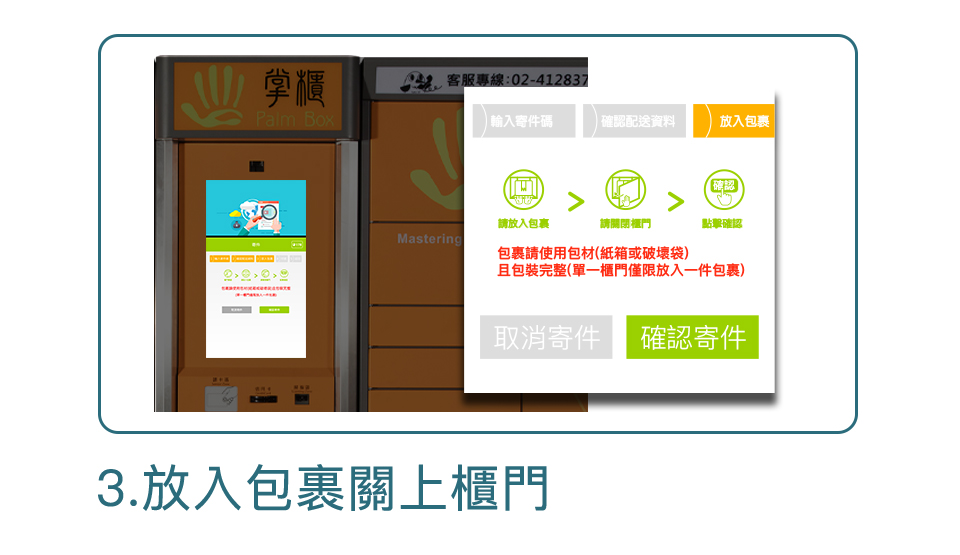 掌櫃
Palm Box
客服專線:02-412837
Mastering
輸入寄件碼
確認配送資料
放入包裹
確認
請放入包裹
請關閉櫃門
點擊確認
包裹請使用包材(紙箱或破壞袋)
且包裝完整(單一櫃門僅限放入一件包裹)
取消寄件
確認寄件
3.放入包裹關上櫃門